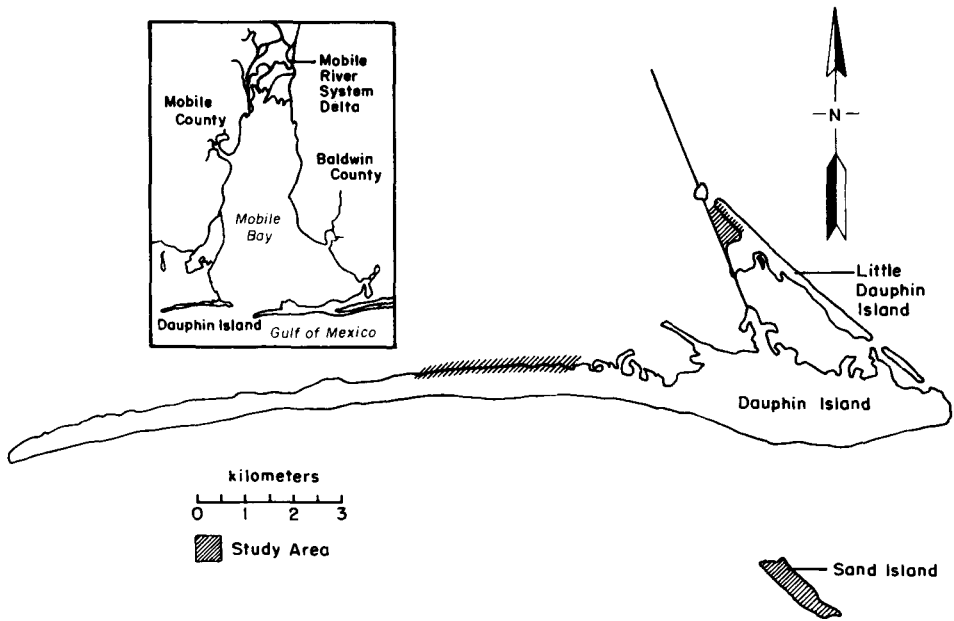 Mobile
River
System
Delta
Mobile
County
Baldwin
County
Mobile
Bay
Dauphin Island
Gulf of Mexico
N
Little
Dauphin
Island
Dauphin Island
kilometers
0 1 2 3
Study Area
Sand Island